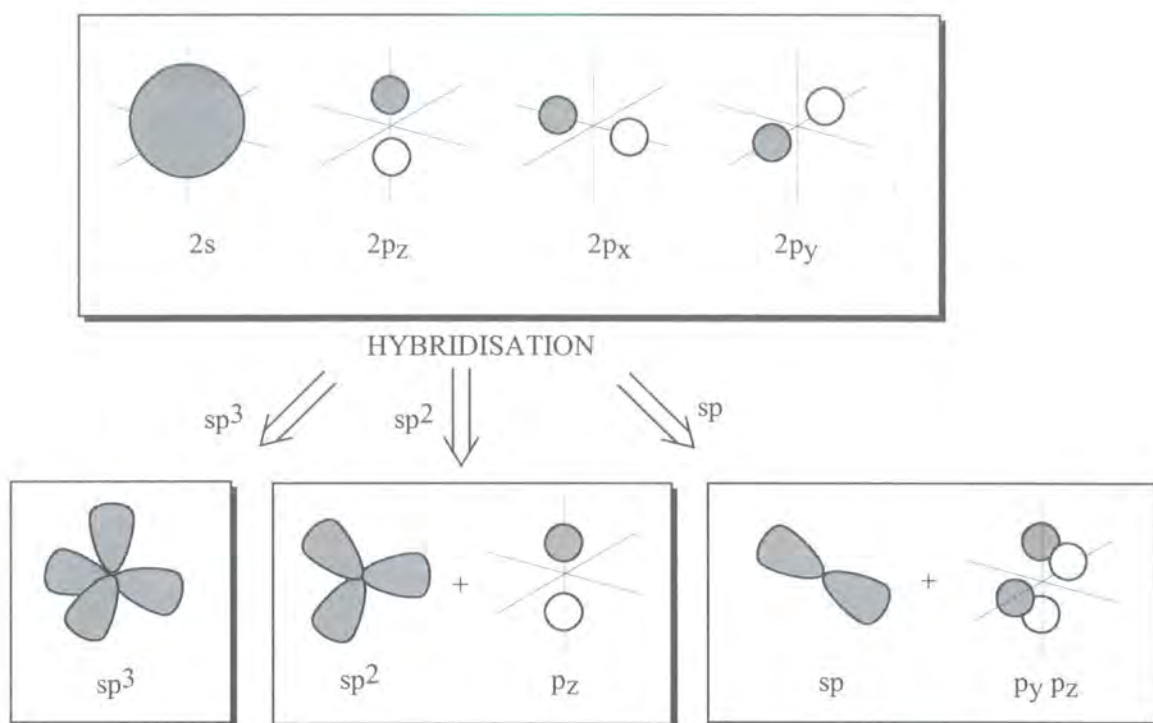 2s 2pz 2px 2py
HYBRIDISATION
sp3 sp2 sp
+ +
sp3 sp2 pz sp py pz